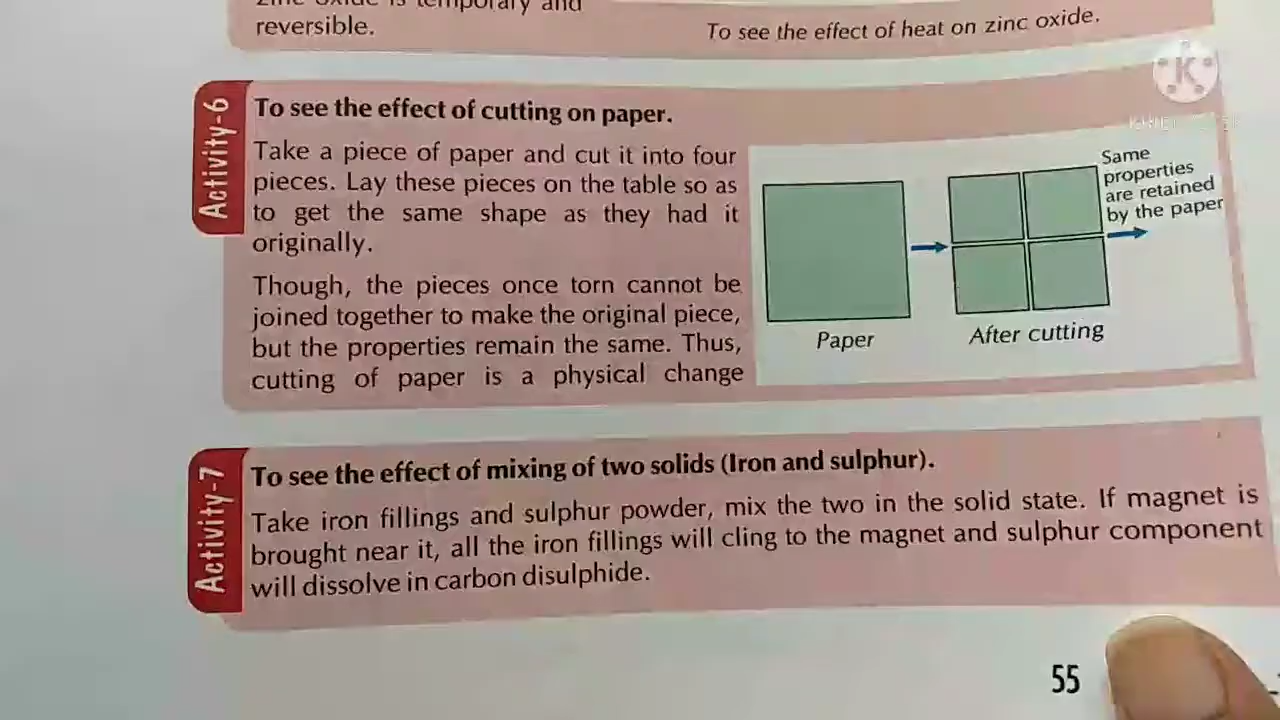 zinc oxide is temporary and
reversible.
To see the effect of heat on zinc oxide.
Activity-6
To see the effect of cutting on paper.
Take a piece of paper and cut it into four
pieces. Lay these pieces on the table so as
to get the same shape as they had it
originally.
Though, the pieces once torn cannot be
joined together to make the original piece,
but the properties remain the same. Thus,
cutting of paper is a physical change
Paper
After cutting
Same
properties
are retained
by the paper
K
Activity-7
To see the effect of mixing of two solids (Iron and sulphur).
Take iron fillings and sulphur powder, mix the two in the solid state. If magnet is
brought near it, all the iron fillings will cling to the magnet and sulphur component
will dissolve in carbon disulphide.
55